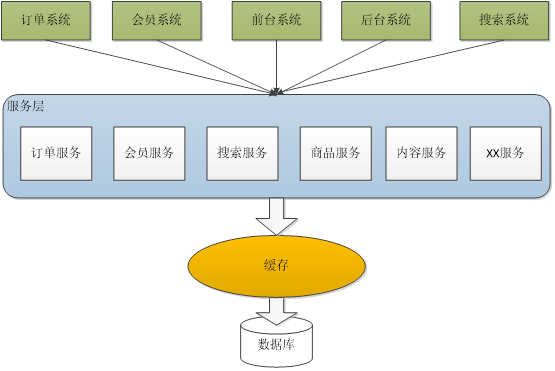 订单系统
会员系统
前台系统
后台系统
搜索系统
服务层
订单服务
会员服务
搜索服务
商品服务
内容服务
XX服务
缓存
数据库